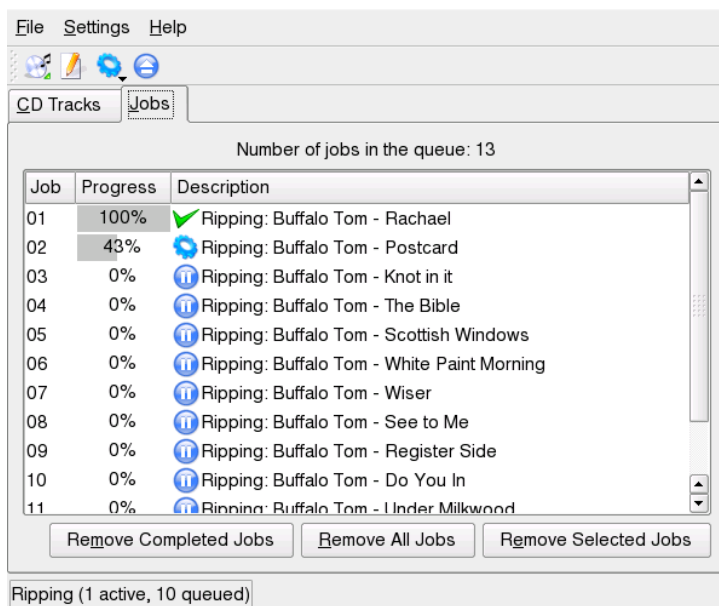 File Settings Help
CD Tracks Jobs
Number of jobs in the queue: 13
Job Progress Description
01 100% Ripping: Buffalo Tom - Rachael
02 43% Ripping: Buffalo Tom - Postcard
03 0% Ripping: Buffalo Tom - Knot in it
04 0% Ripping: Buffalo Tom - The Bible
05 0% Ripping: Buffalo Tom - Scottish Windows
06 0% Ripping: Buffalo Tom - White Paint Morning
07 0% Ripping: Buffalo Tom - Wiser
08 0% Ripping: Buffalo Tom - See to Me
09 0% Ripping: Buffalo Tom - Register Side
10 0% Ripping: Buffalo Tom - Do You In
11 0% Ripping: Buffalo Tom - Under Milkwood
Remove Completed Jobs Remove All Jobs Remove Selected Jobs
Ripping (1 active, 10 queued)